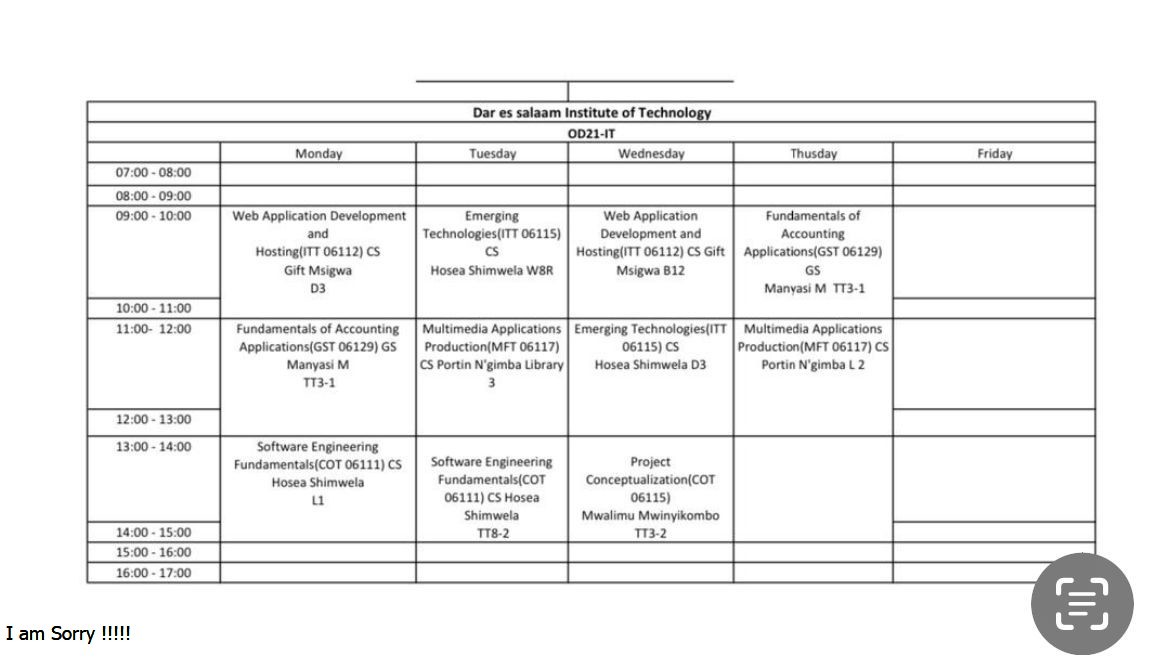 Dar es salaam Institute of Technology
OD21-IT
Monday Tuesday Wednesday Thusday Friday
07:00 - 08:00
08:00 - 09:00
09:00 - 10:00
Web Application Development
and
Hosting(ITT 06112) CS
Gift Msigwa
D3
Emerging
Technologies(ITT 06115)
CS
Hosea Shimwela W8R
Web Application
Development and
Hosting(ITT 06112) CS Gift
Msigwa B12
Fundamentals of
Accounting
Applications(GST 06129)
GS
Manyasi M TT3-1
10:00 - 11:00
11:00- 12:00
Fundamentals of Accounting
Applications(GST 06129) GS
Manyasi M
TT3-1
Multimedia Applications
Production(MFT 06117)
CS Portin N'gimba Library
3
Emerging Technologies(ITT
06115) CS
Hosea Shimwela D3
Multimedia Applications
Production(MFT 06117) CS
Portin N'gimba L 2
12:00 - 13:00
13:00 - 14:00
Software Engineering
Fundamentals(COT 06111) CS
Hosea Shimwela
L1
Software Engineering
Fundamentals(COT
06111) CS Hosea
Shimwela
TT8-2
Project
Conceptualization(COT
06115)
Mwalimu Mwinyikombo
TT3-2
14:00 - 15:00
15:00 - 16:00
16:00 - 17:00
I am Sorry !!!!!